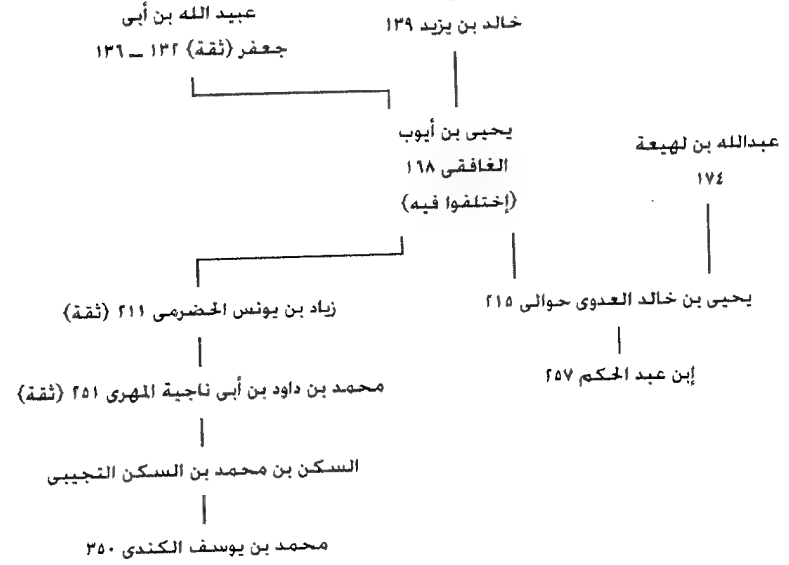 خالد بن يزيد ١٣٩
عبيد الله بن أبى
جعفر (ثقة) ١٣٢ – ١٣٦
يحيى بن أيوب
الغافقى ١٦٨
(إختلفوا فيه)
عبدالله بن لهيعة
١٧٤
يحيى بن خالد العدوى حوالى ٢١٥
زياد بن يونس الحضرمى ٢١١ (ثقة)
إبن عبد الحكم ٢٥٧
محمد بن داود بن أبى ناجية المهرى ٢٥١ (ثقة)
السكن بن محمد بن السكن التجيبى
محمد بن يوسف الكندى ٣٥٠